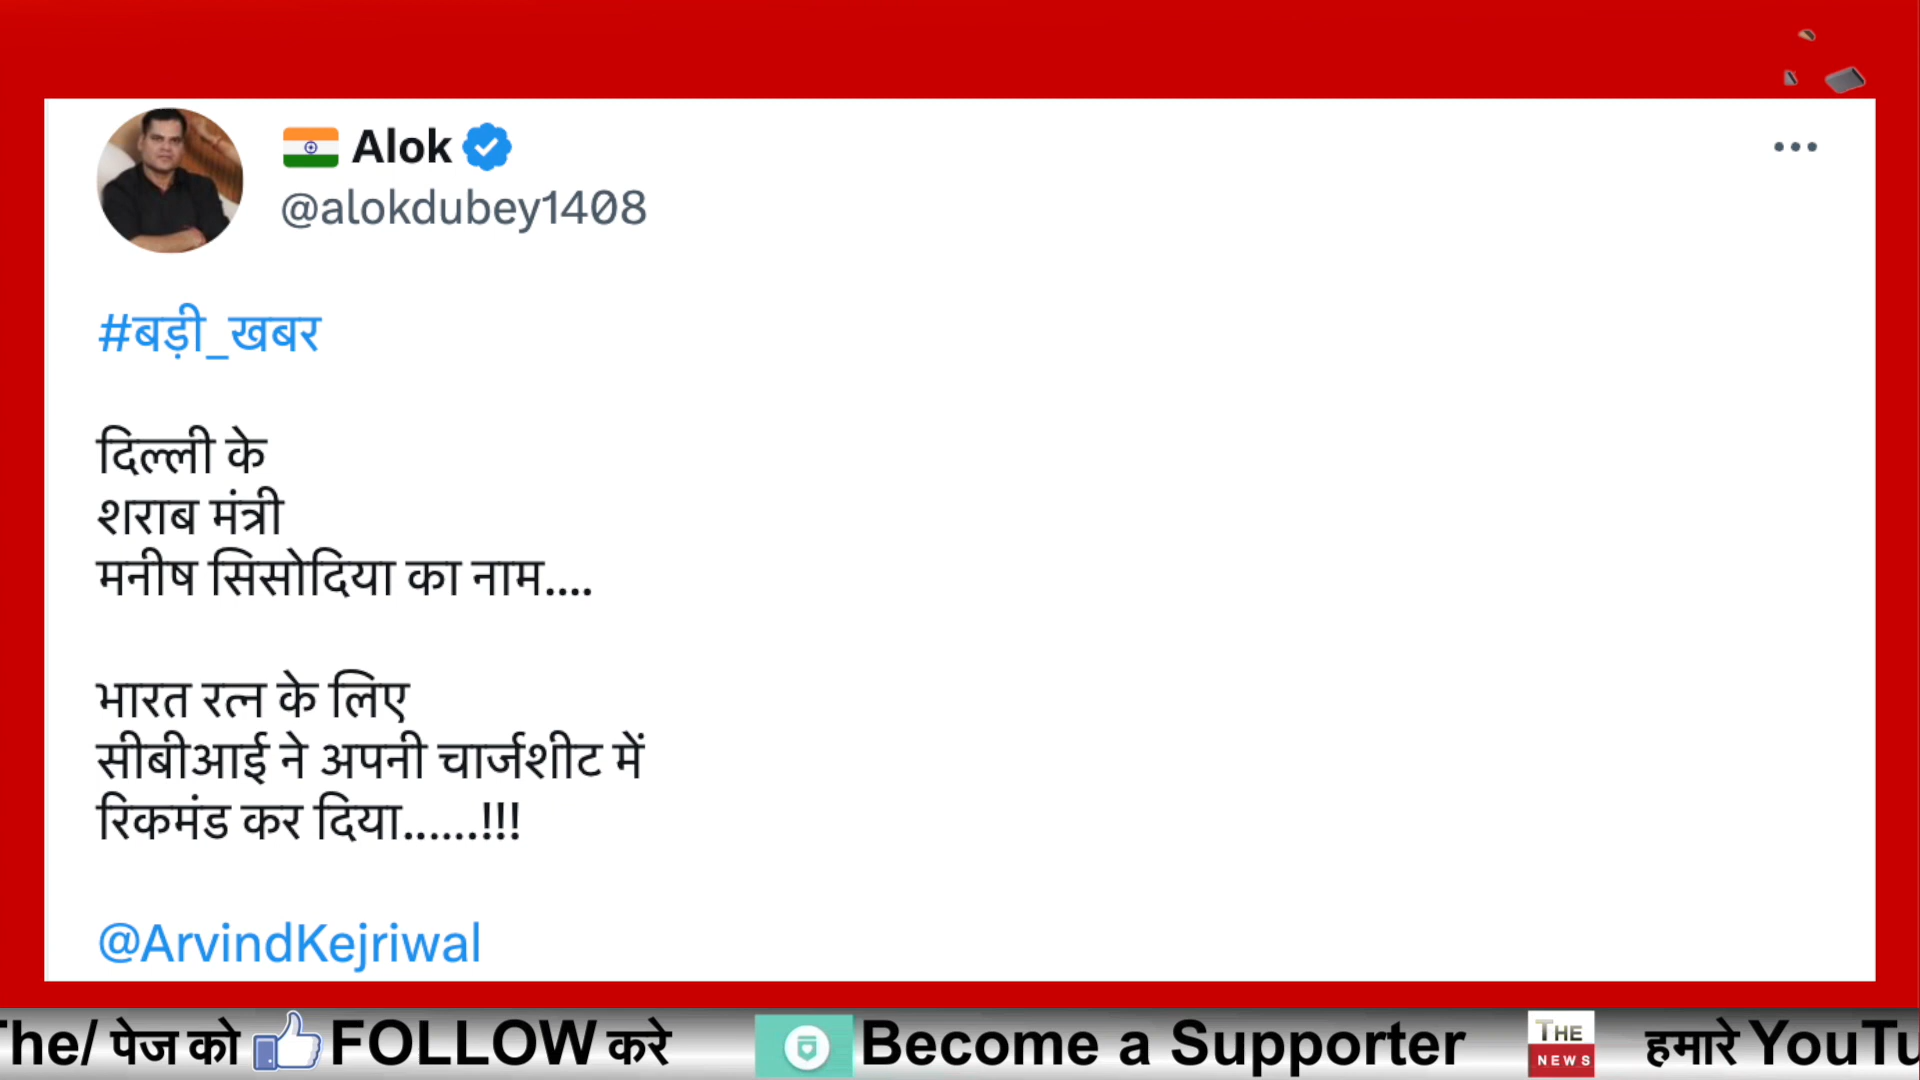 Alok
@alokdubey1408
#बड़ी_खबर
दिल्ली के
शराब मंत्री
मनीष सिसोदिया का नाम....
भारत रत्न के लिए
सीबीआई ने अपनी चार्जशीट में
रिकमंड कर दिया......!!!
@ArvindKejriwal
he/ पेज को FOLLOW करे Become a Supporter THE NEWS हमारे YouTu